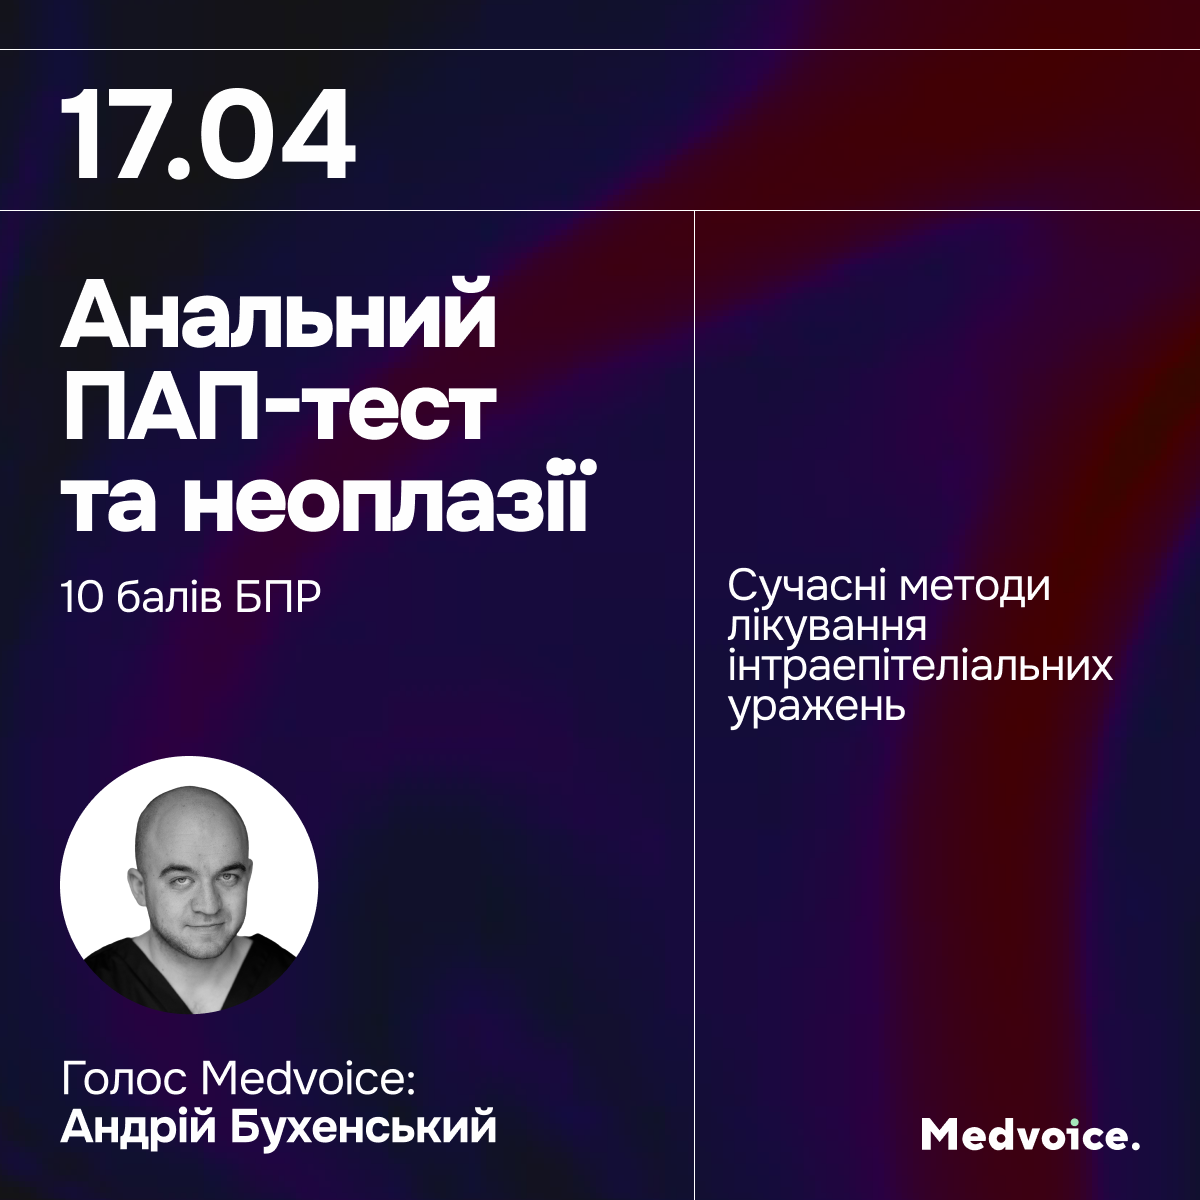 17.04
Анальний
ПАП-тест
та неоплазії
10 балів БПР
Сучасні методи
лікування
інтраепітеліальних
уражень
Голос Medvoice:
Андрій Бухенський
Medvoice.